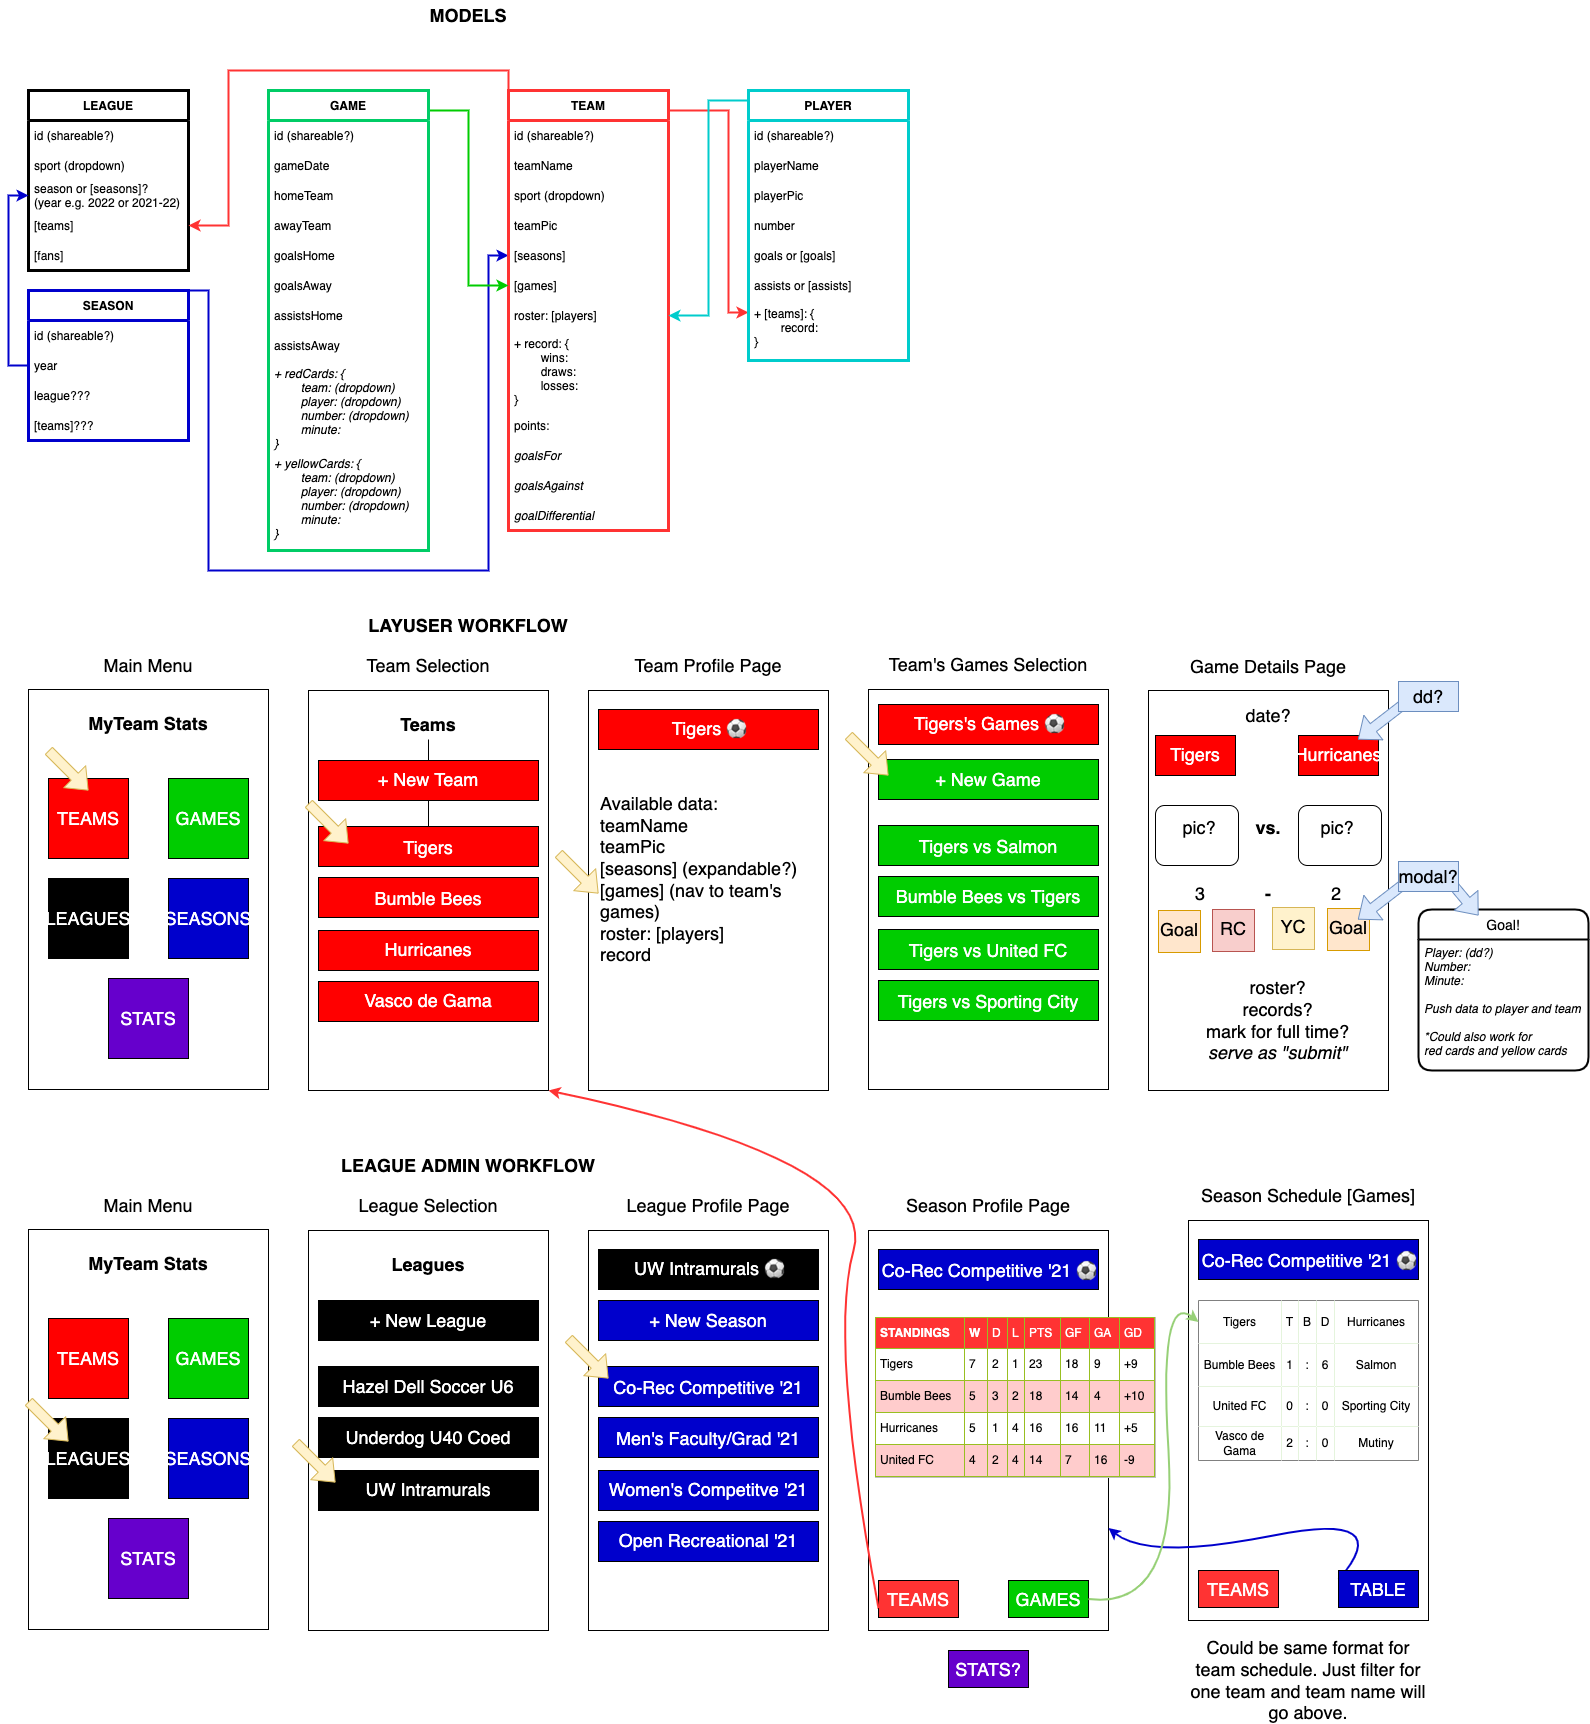 MODELS
LEAGUE
id (shareable?)
sport (dropdown)
season or [seasons]?
(year e.g. 2022 or 2021-22)
[teams]
[fans]
SEASON
id (shareable?)
year
league???
[teams]???
GAME
id (shareable?)
gameDate
homeTeam
awayTeam
goalsHome
goalsAway
assistsHome
assistsAway
+ redCards: {
team: (dropdown)
player: (dropdown)
number: (dropdown)
minute:
}
+ yellowCards: {
team: (dropdown)
player: (dropdown)
number: (dropdown)
minute:
}
TEAM
id (shareable?)
teamName
sport (dropdown)
teamPic
[seasons]
[games]
roster: [players]
+ record: {
wins:
draws:
losses:
}
points:
goalsFor
goalsAgainst
goalDifferential
PLAYER
id (shareable?)
playerName
playerPic
number
goals or [goals]
assists or [assists]
+ [teams]: {
record:
}
LAYUSER WORKFLOW
Main Menu
MyTeam Stats
TEAMS
GAMES
LEAGUES
SEASONS
STATS
Team Selection
Teams
+ New Team
Tigers
Bumble Bees
Hurricanes
Vasco de Gama
Team Profile Page
Tigers ⚽
Available data:
teamName
teamPic
[seasons] (expandable?)
[games] (nav to team's
games)
roster: [players]
record
Team's Games Selection
Tigers's Games ⚽
+ New Game
Tigers vs Salmon
Bumble Bees vs Tigers
Tigers vs United FC
Tigers vs Sporting City
Game Details Page
dd?
date?
Tigers
Hurricanes
pic?
vs.
pic?
modal?
3 - 2
Goal
RC
YC
Goal
roster?
records?
mark for full time?
serve as "submit"
Goal!
Player: (dd?)
Number:
Minute:
Push data to player and team
*Could also work for
red cards and yellow cards
LEAGUE ADMIN WORKFLOW
Main Menu
MyTeam Stats
TEAMS
GAMES
LEAGUES
SEASONS
STATS
League Selection
Leagues
+ New League
Hazel Dell Soccer U6
Underdog U40 Coed
UW Intramurals
League Profile Page
UW Intramurals ⚽
+ New Season
Co-Rec Competitive '21
Men's Faculty/Grad '21
Women's Competitve '21
Open Recreational '21
Season Profile Page
Co-Rec Competitive '21 ⚽
STANDINGS W D L PTS GF GA GD
Tigers 7 2 1 23 18 9 +9
Bumble Bees 5 3 2 18 14 4 +10
Hurricanes 5 1 4 16 16 11 +5
United FC 4 2 4 14 7 16 -9
TEAMS
GAMES
STATS?
Season Schedule [Games]
Co-Rec Competitive '21 ⚽
Tigers T B D Hurricanes
Bumble Bees 1 : 6 Salmon
United FC 0 : 0 Sporting City
Vasco de
Gama 2 : 0 Mutiny
TEAMS
TABLE
Could be same format for
team schedule. Just filter for
one team and team name will
go above.